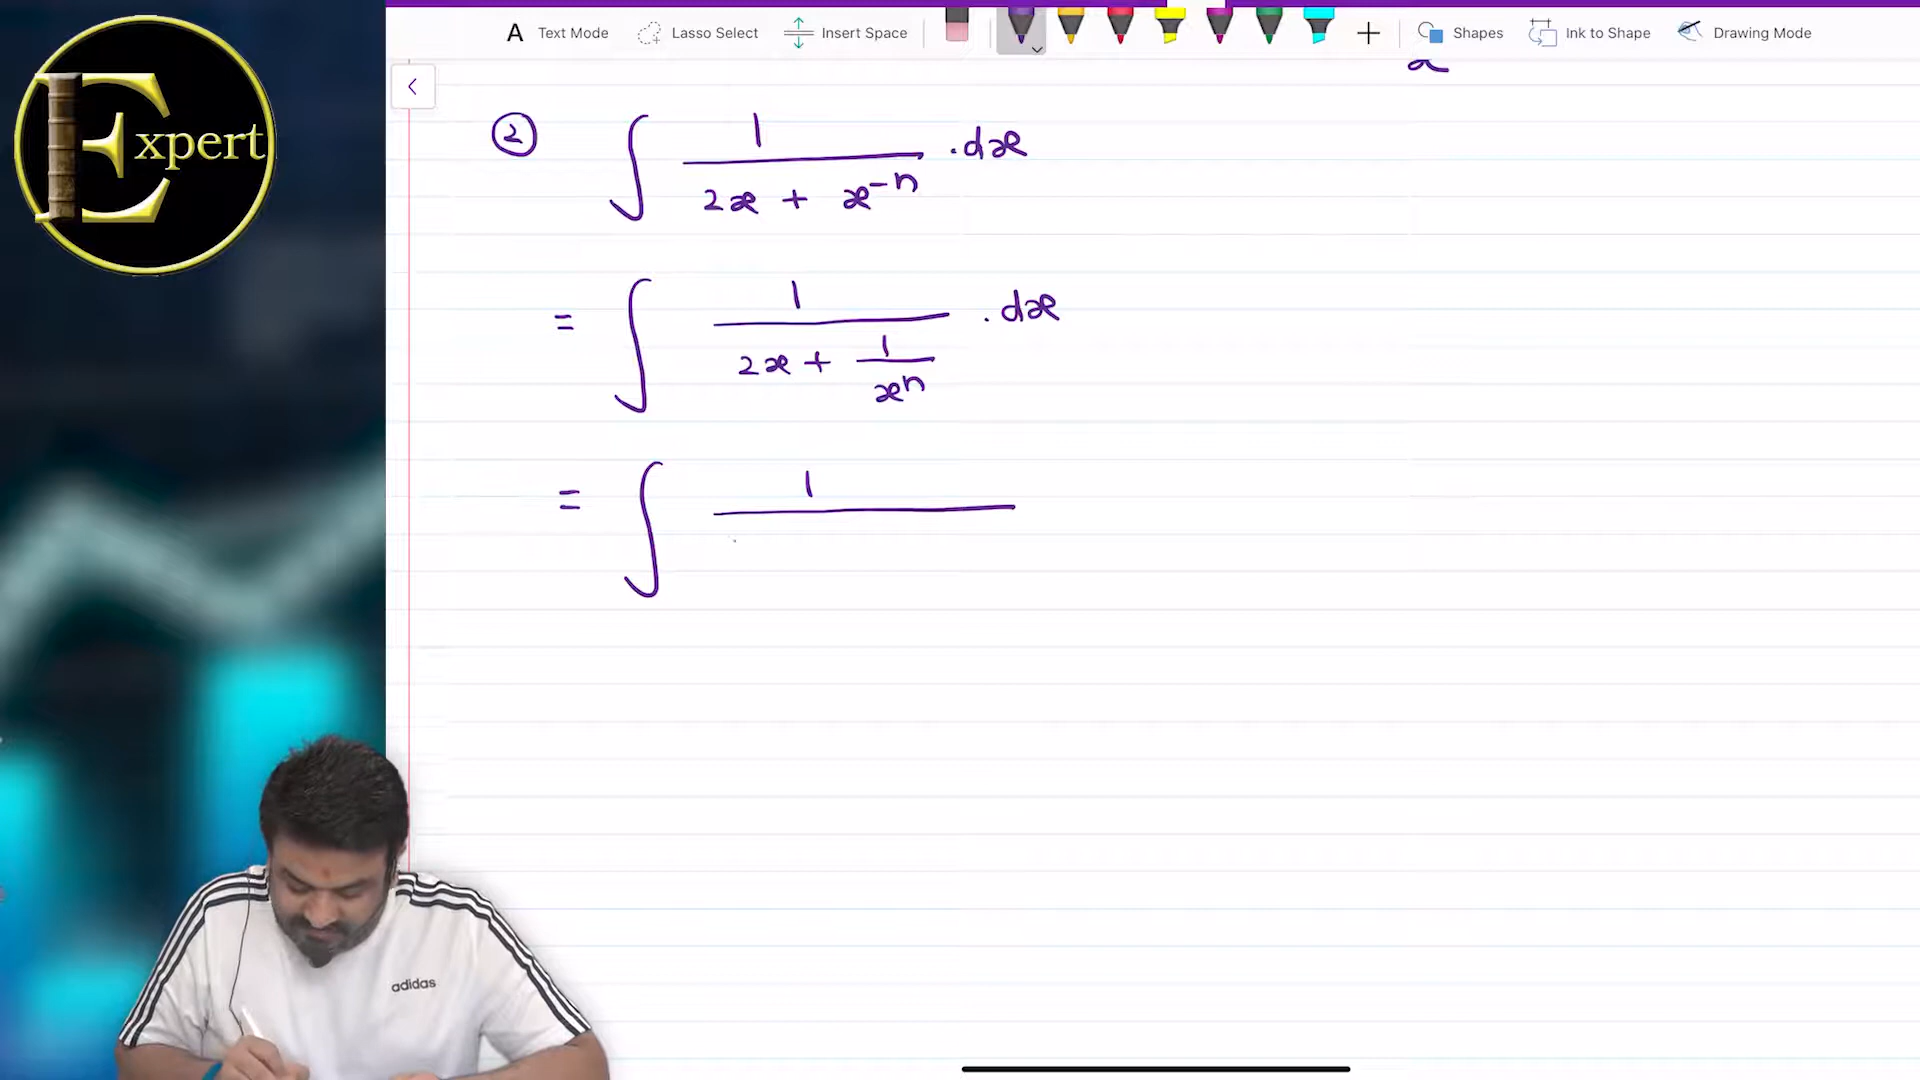 Expert
A Text Mode Lasso Select Insert Space Shapes Ink to Shape Drawing Mode
② ∫ 1/(2x + x⁻ⁿ) . dx
= ∫ 1/(2x + 1/xⁿ) . dx
= ∫ 1/
adidas